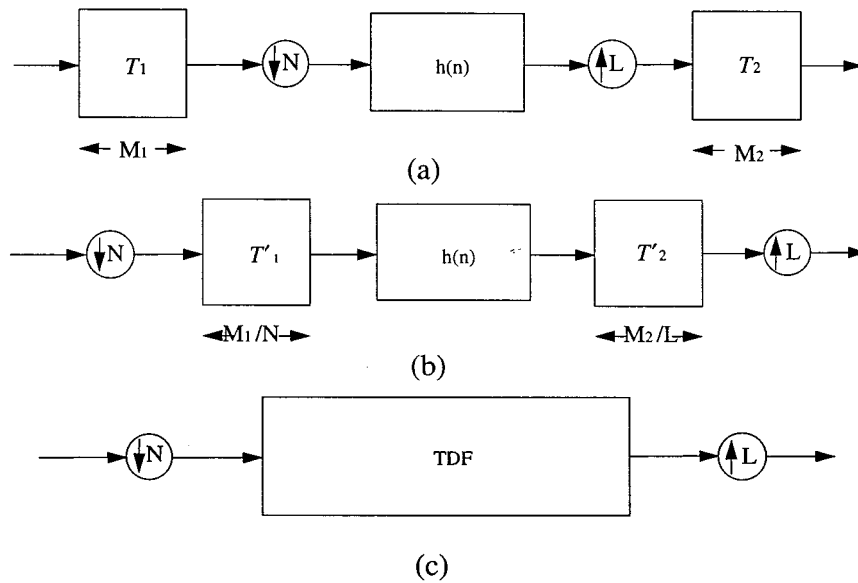 T1 N h(n) L T2
M1 M2
(a)
N T'1 h(n) T'2 L
M1/N M2/L
(b)
N TDF L
(c)